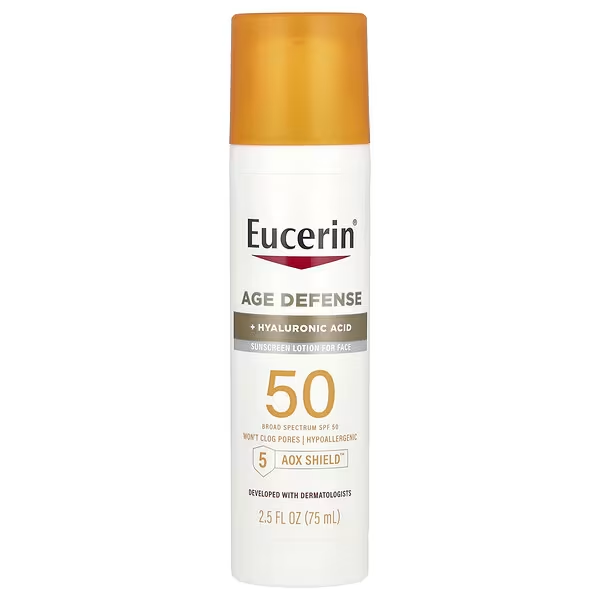 Eucerin®
AGE DEFENSE
+ HYALURONIC ACID
SUNSCREEN LOTION FOR FACE
50
BROAD SPECTRUM SPF 50
WON'T CLOG PORES | HYPOALLERGENIC
5 AOX SHIELD™
DEVELOPED WITH DERMATOLOGISTS
2.5 FL OZ (75 mL)